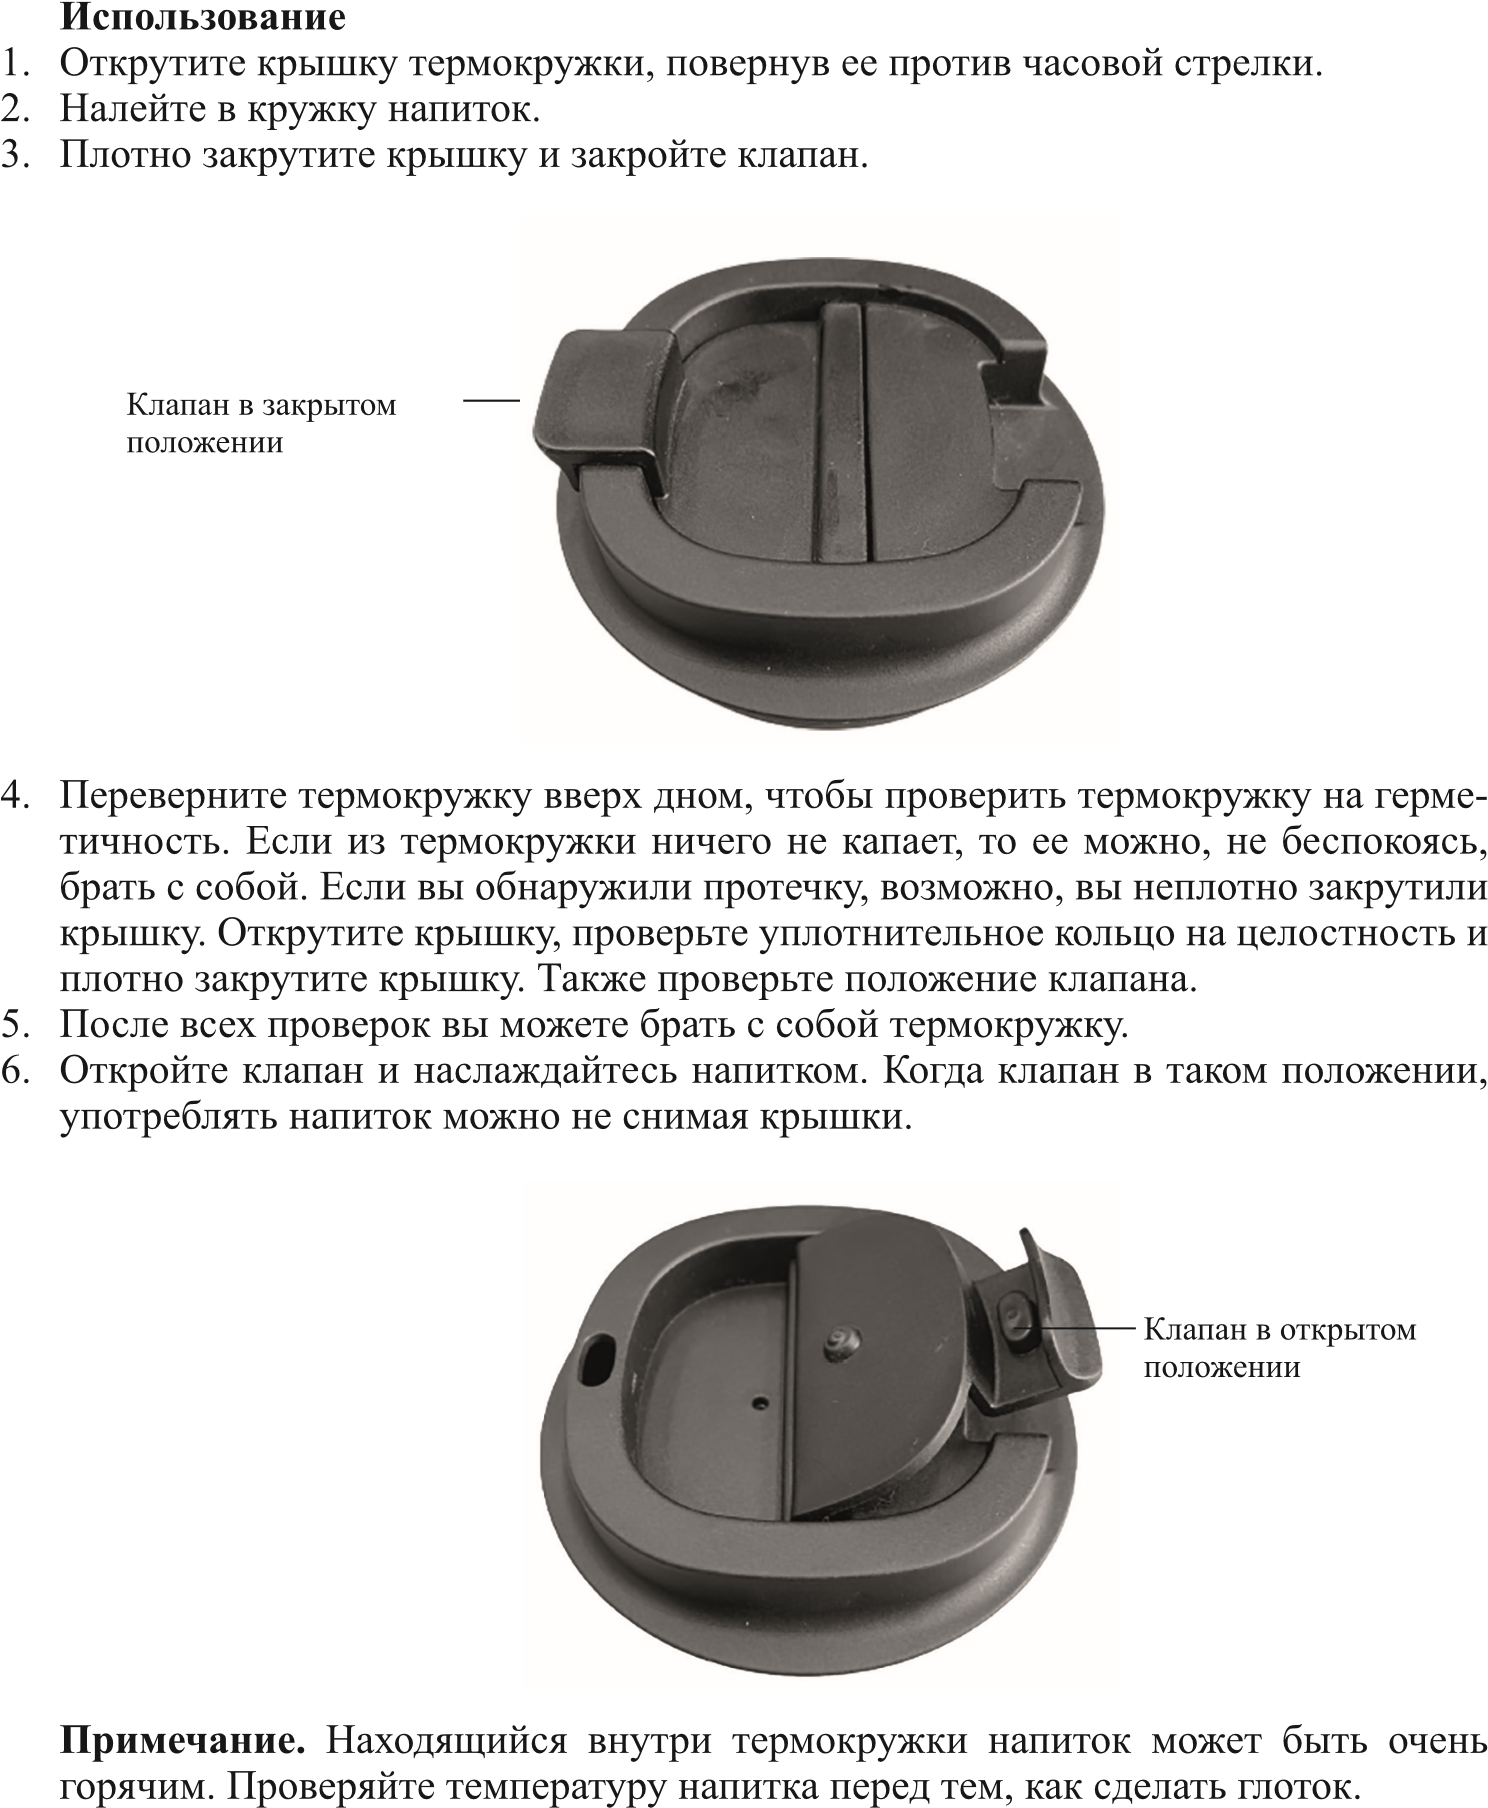 Использование
1. Открутите крышку термокружки, повернув ее против часовой стрелки.
2. Налейте в кружку напиток.
3. Плотно закрутите крышку и закройте клапан.
Клапан в закрытом
положении
4. Переверните термокружку вверх дном, чтобы проверить термокружку на герме-
тичность. Если из термокружки ничего не капает, то ее можно, не беспокоясь,
брать с собой. Если вы обнаружили протечку, возможно, вы неплотно закрутили
крышку. Открутите крышку, проверьте уплотнительное кольцо на целостность и
плотно закрутите крышку. Также проверьте положение клапана.
5. После всех проверок вы можете брать с собой термокружку.
6. Откройте клапан и наслаждайтесь напитком. Когда клапан в таком положении,
употреблять напиток можно не снимая крышки.
Клапан в открытом
положении
Примечание. Находящийся внутри термокружки напиток может быть очень
горячим. Проверяйте температуру напитка перед тем, как сделать глоток.